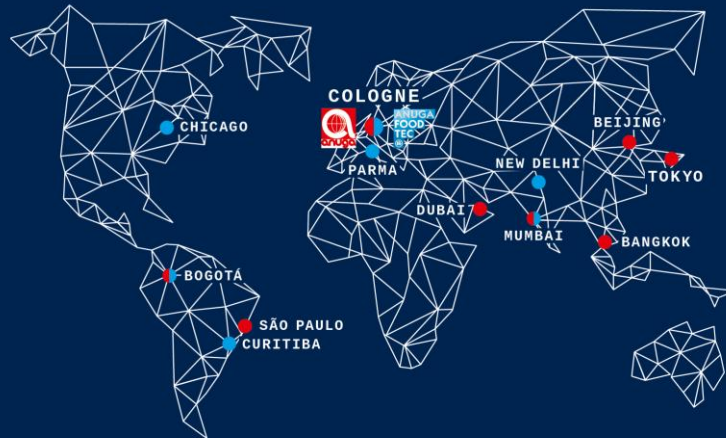 COLOGNE
anuga
ANUGA
FOOD
TEC
CHICAGO
BEIJING
PARMA
NEW DELHI
TOKYO
DUBAI
MUMBAI
BANGKOK
BOGOTÁ
SÃO PAULO
CURITIBA